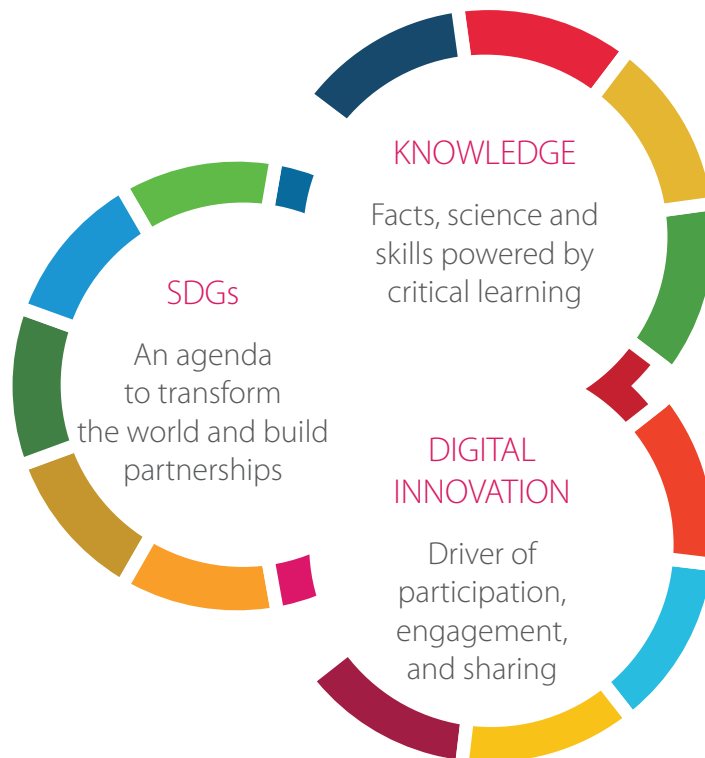 KNOWLEDGE
Facts, science and
skills powered by
critical learning
SDGs
An agenda
to transform
the world and build
partnerships
DIGITAL
INNOVATION
Driver of
participation,
engagement,
and sharing